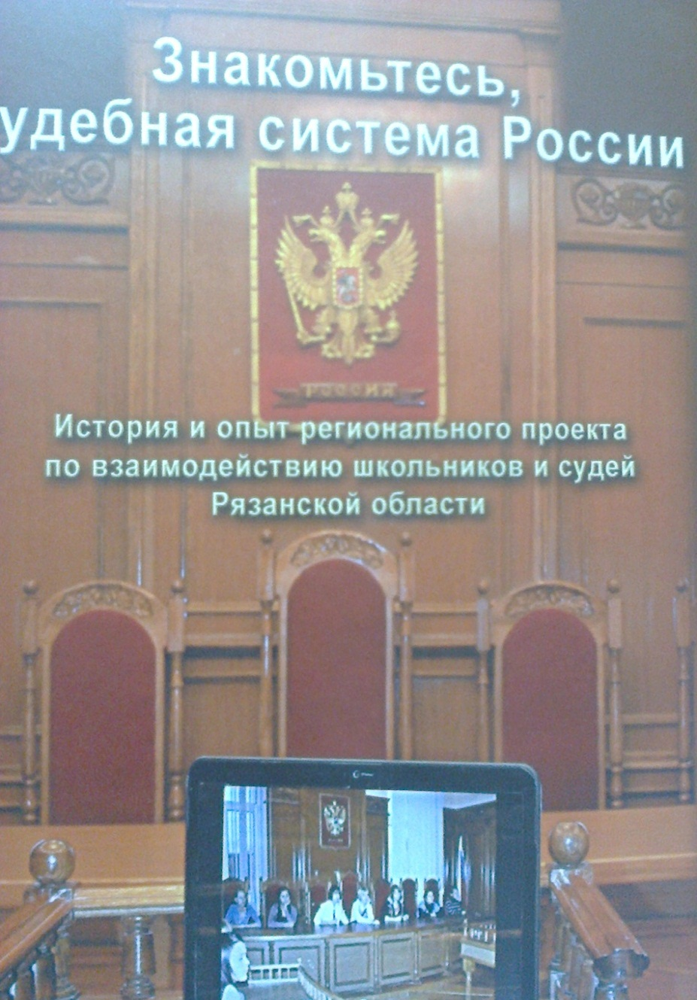 Знакомьтесь,
удебная система России
РОССИЯ
История и опыт регионального проекта
по взаимодействию школьников и судей
Рязанской области